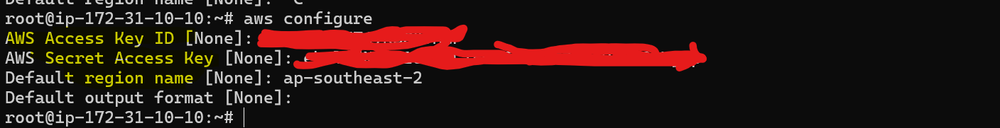 Default region name [None]: ^C
root@ip-172-31-10-10:~# aws configure
AWS Access Key ID [None]:
AWS Secret Access Key [None]:
Default region name [None]: ap-southeast-2
Default output format [None]:
root@ip-172-31-10-10:~#